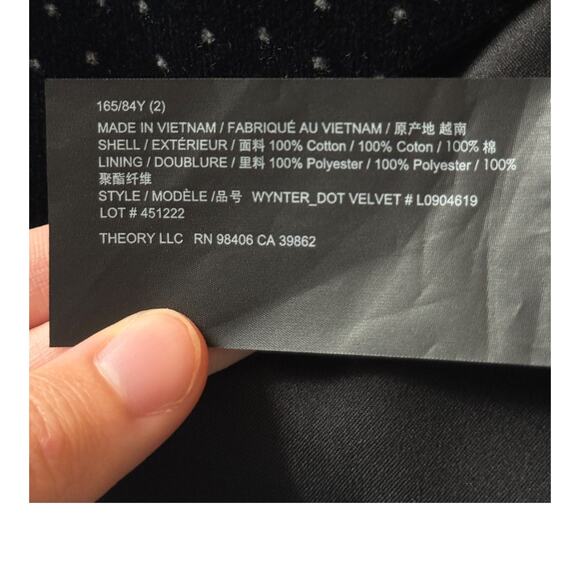 165/84Y (2)
MADE IN VIETNAM / FABRIQUÉ AU VIETNAM / 原产地 越南
SHELL / EXTÉRIEUR / 面料 100% Cotton / 100% Coton / 100% 棉
LINING / DOUBLURE / 里料 100% Polyester / 100% Polyester / 100%
聚酯纤维
STYLE / MODÈLE /品号 WYNTER_DOT VELVET # L0904619
LOT # 451222
THEORY LLC RN 98406 CA 39862